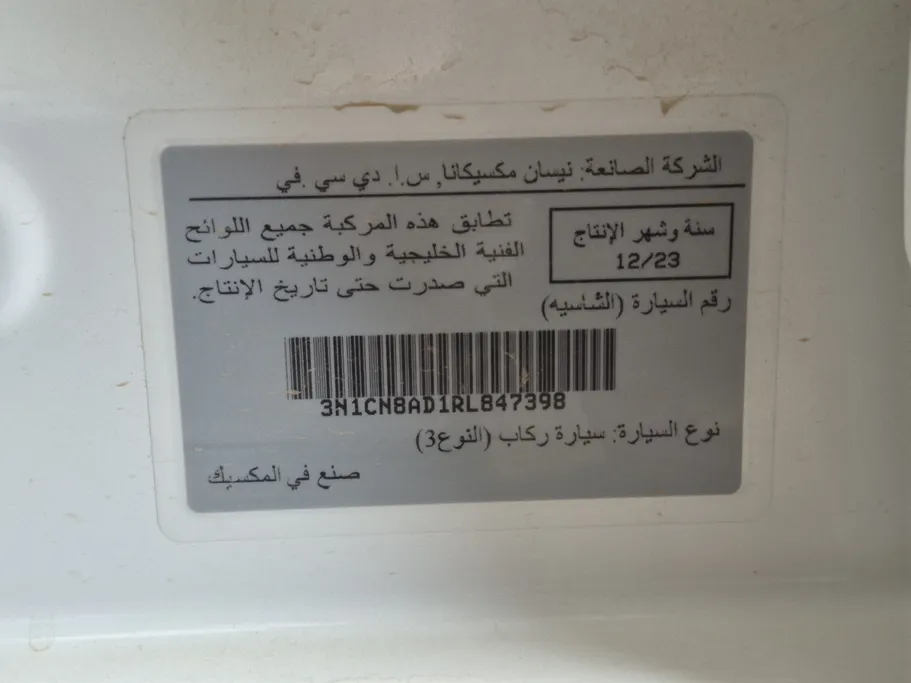 الشركة الصانعة: نيسان مكسيكانا, س.ا. دي سي .في
سنة وشهر الإنتاج
12/23
تطابق هذه المركبة جميع اللوائح
الفنية الخليجية والوطنية للسيارات
التي صدرت حتى تاريخ الإنتاج.
رقم السيارة (الشاسيه)
3N1CN8AD1RL847398
نوع السيارة: سيارة ركاب (النوع3)
صنع في المكسيك